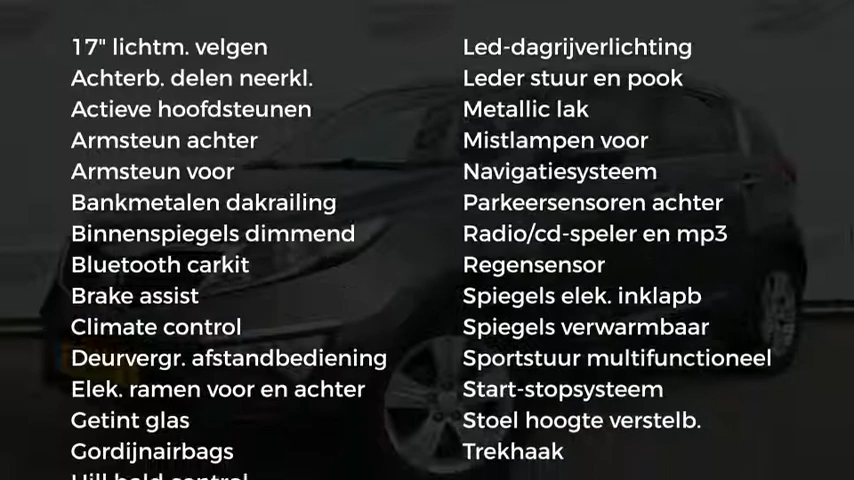 17" lichtm. velgen
Achterb. delen neerkl.
Actieve hoofdsteunen
Armsteun achter
Armsteun voor
Bankmetalen dakrailing
Binnenspiegels dimmend
Bluetooth carkit
Brake assist
Climate control
Deurvergr. afstandbediening
Elek. ramen voor en achter
Getint glas
Gordijnairbags
Hill hold control
Led-dagrijverlichting
Leder stuur en pook
Metallic lak
Mistlampen voor
Navigatiesysteem
Parkeersensoren achter
Radio/cd-speler en mp3
Regensensor
Spiegels elek. inklapb
Spiegels verwarmbaar
Sportstuur multifunctioneel
Start-stopsysteem
Stoel hoogte verstelb.
Trekhaak